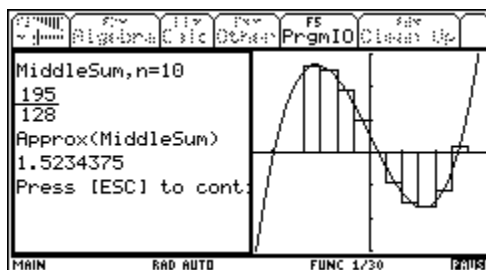 F5
Algebra Calc Other PrgmIO Clean Up
MiddleSum,n=10
195
128
Approx(MiddleSum)
1.5234375
Press [ESC] to cont
MAIN RAD AUTO FUNC 1/30 PAUSE